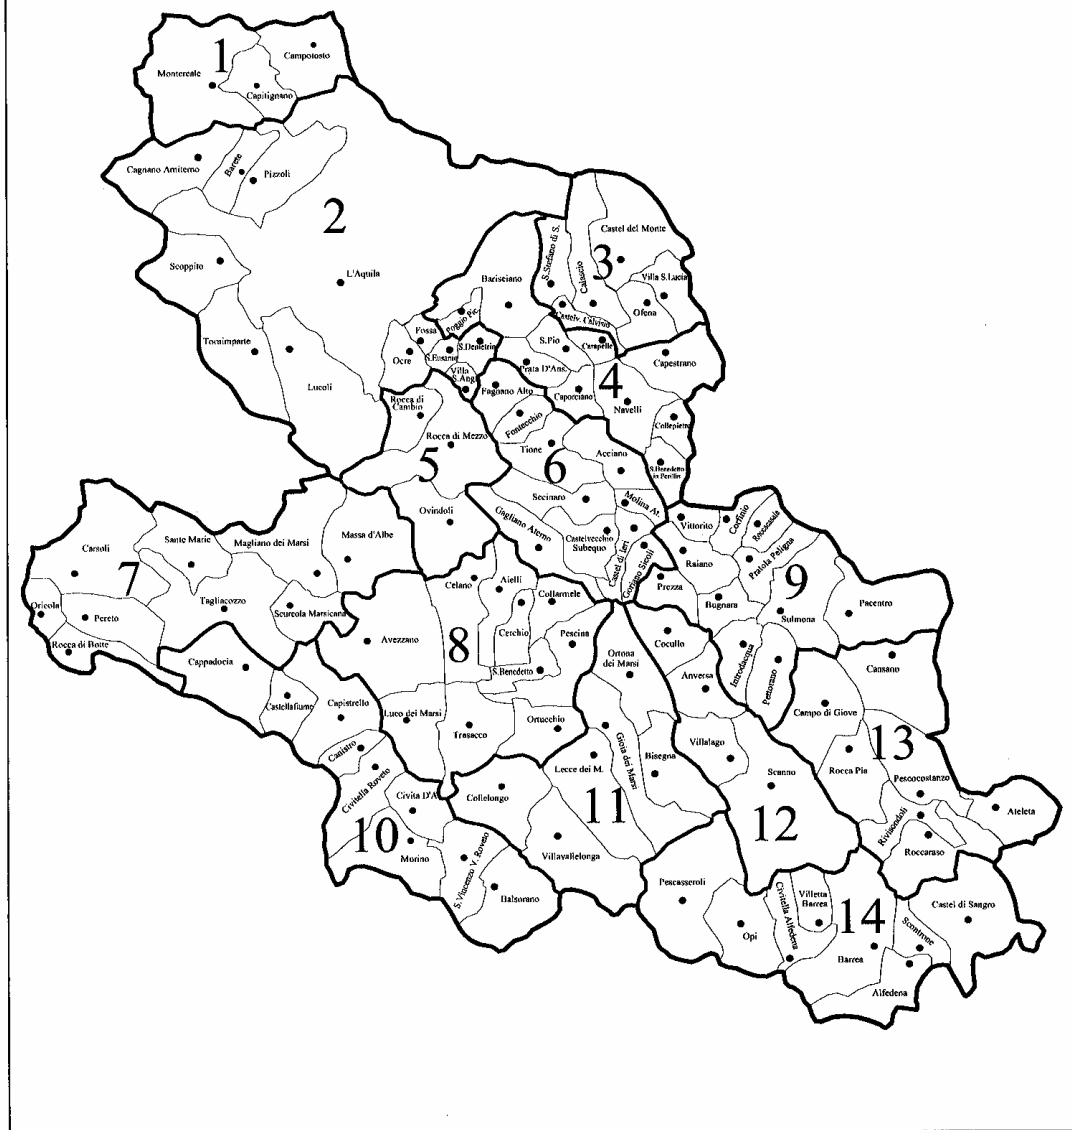 1
Campotosto
Montereale
Capitignano
Cagnano Amiterno
Barete
Pizzoli
2
Scoppito
L'Aquila
Tornimparte
Lucoli
Castel del Monte
S.Stefano di S.
Calascio
3
Villa S.Lucia
Ofena
Castelv. Calvisio
Barisciano
Poggio Pic.
Fossa
Ocre
S.Eusanio
S.Demetrio
Villa
S.Ang.
S.Pio
Carapelle
Prata D'Ans.
Capestrano
Caporciano
4
Navelli
Collepietro
S.Benedetto
in Perillis
Rocca di
Cambio
Rocca di Mezzo
5
Ovindoli
Fagnano Alto
Fontecchio
Tione
6
Acciano
Secinaro
Molina At.
Gagliano Aterno
Castelvecchio
Subequo
Castel di Ieri
Goriano Sicoli
Carsoli
Sante Marie
Magliano dei Marsi
Massa d'Albe
7
Oricola
Pereto
Tagliacozzo
Scurcola Marsicana
Rocca di Botte
Cappadocia
Castellafiume
Capistrello
Celano
Aielli
Collarmele
Avezzano
8
Cerchio
Pescina
S.Benedetto
Luco dei Marsi
Trasacco
Ortucchio
Vittorito
Corfinio
Roccacasale
Raiano
Pratola Peligna
Prezza
9
Bugnara
Sulmona
Pacentro
Introdacqua
Pettorano
Cocullo
Anversa
Ortona
dei Marsi
Gioia dei Marsi
Bisegna
Lecce dei M.
Collelongo
11
Villavallelonga
Canistro
Civitella Roveto
Civita D'A.
10
Morino
S.Vincenzo V. Roveto
Balsorano
Villalago
Scanno
12
Cansano
Campo di Giove
13
Rocca Pia
Pescocostanzo
Rivisondoli
Ateleta
Roccaraso
Pescasseroli
Opi
Civitella Alfedena
Villetta
Barrea
14
Castel di Sangro
Scontrone
Barrea
Alfedena